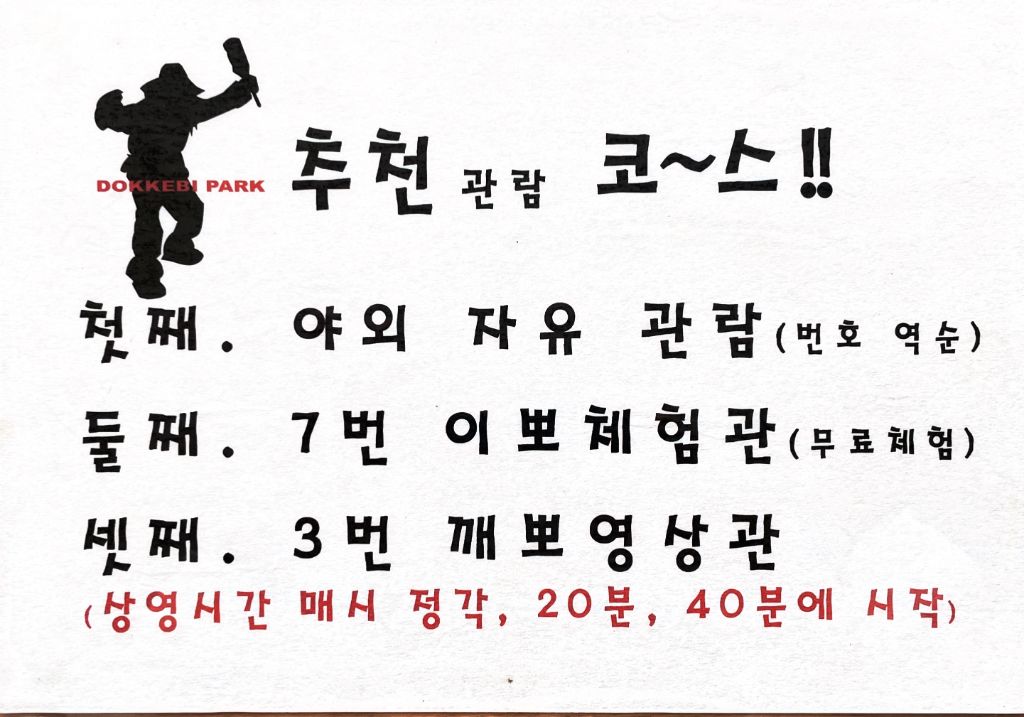 DOKKEBI PARK
추천 관람 코~스!!
첫째. 야외 자유 관람(번호 역순)
둘째. 7번 이뽀체험관(무료체험)
셋째. 3번 깨뽀영상관
(상영시간 매시 정각, 20분, 40분에 시작)